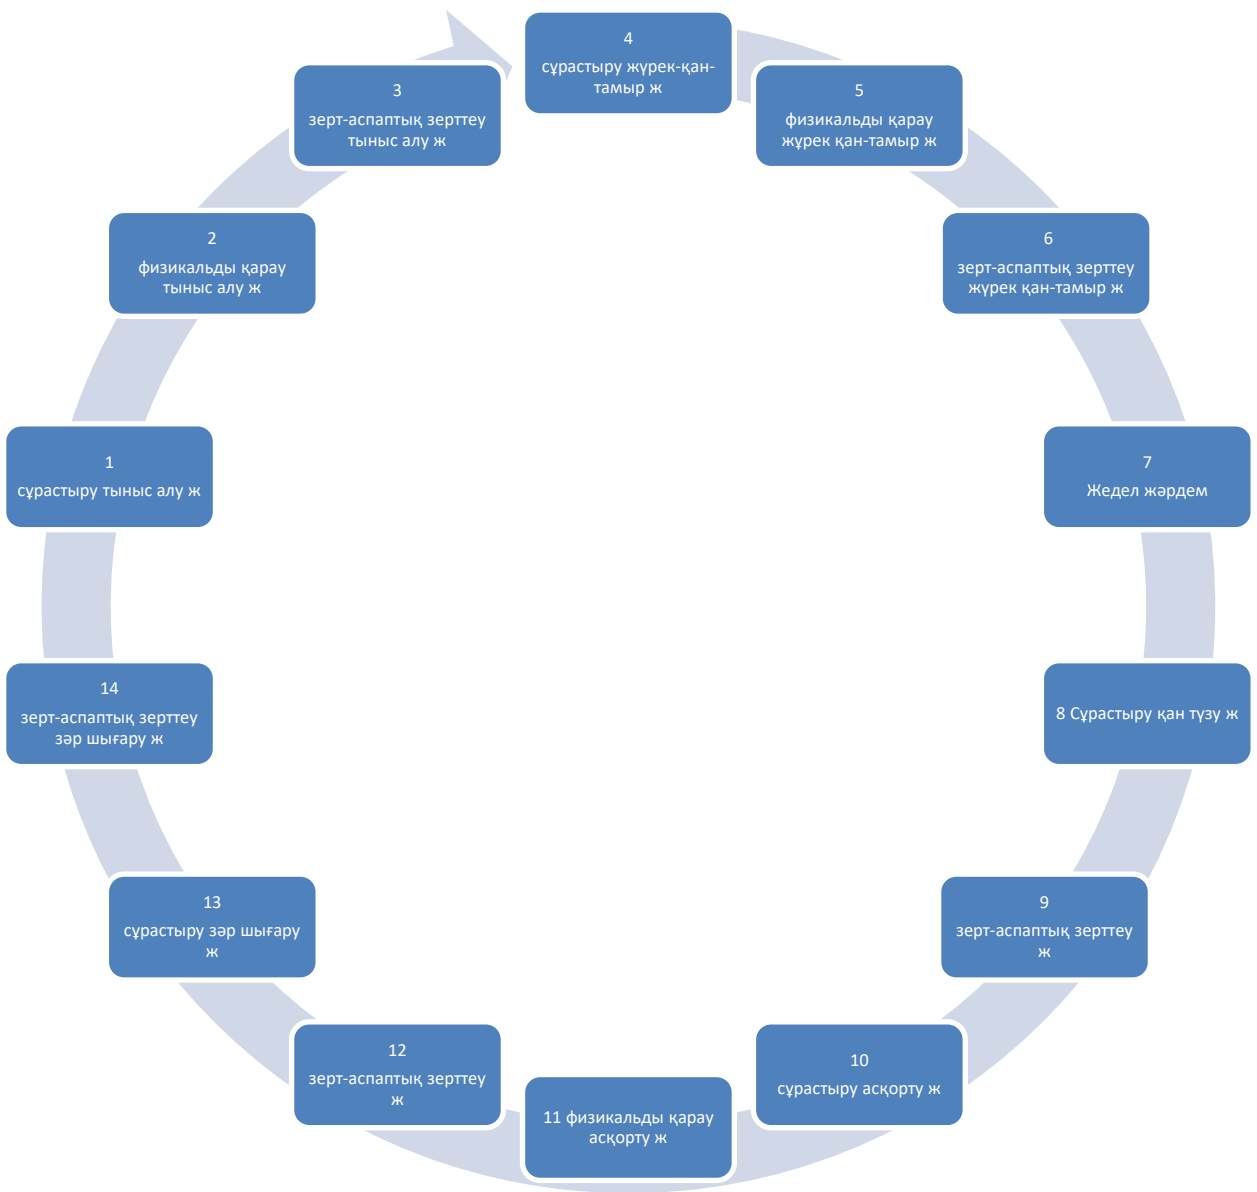 4
сұрастыру жүрек-қан-
тамыр ж
5
физикальды қарау
жұрек қан-тамыр ж
6
зерт-аспаптық зерттеу
жүрек қан-тамыр ж
7
Жедел жәрдем
8 Сұрастыру қан түзу ж
9
зерт-аспаптық зерттеу
ж
10
сұрастыру асқорту ж
11 физикальды қарау
асқорту ж
12
зерт-аспаптық зерттеу
ж
13
сұрастыру зәр шығару
ж
14
зерт-аспаптық зерттеу
зәр шығару ж
1
сұрастыру тыныс алу ж
2
физикальды қарау
тыныс алу ж
3
зерт-аспаптық зерттеу
тыныс алу ж